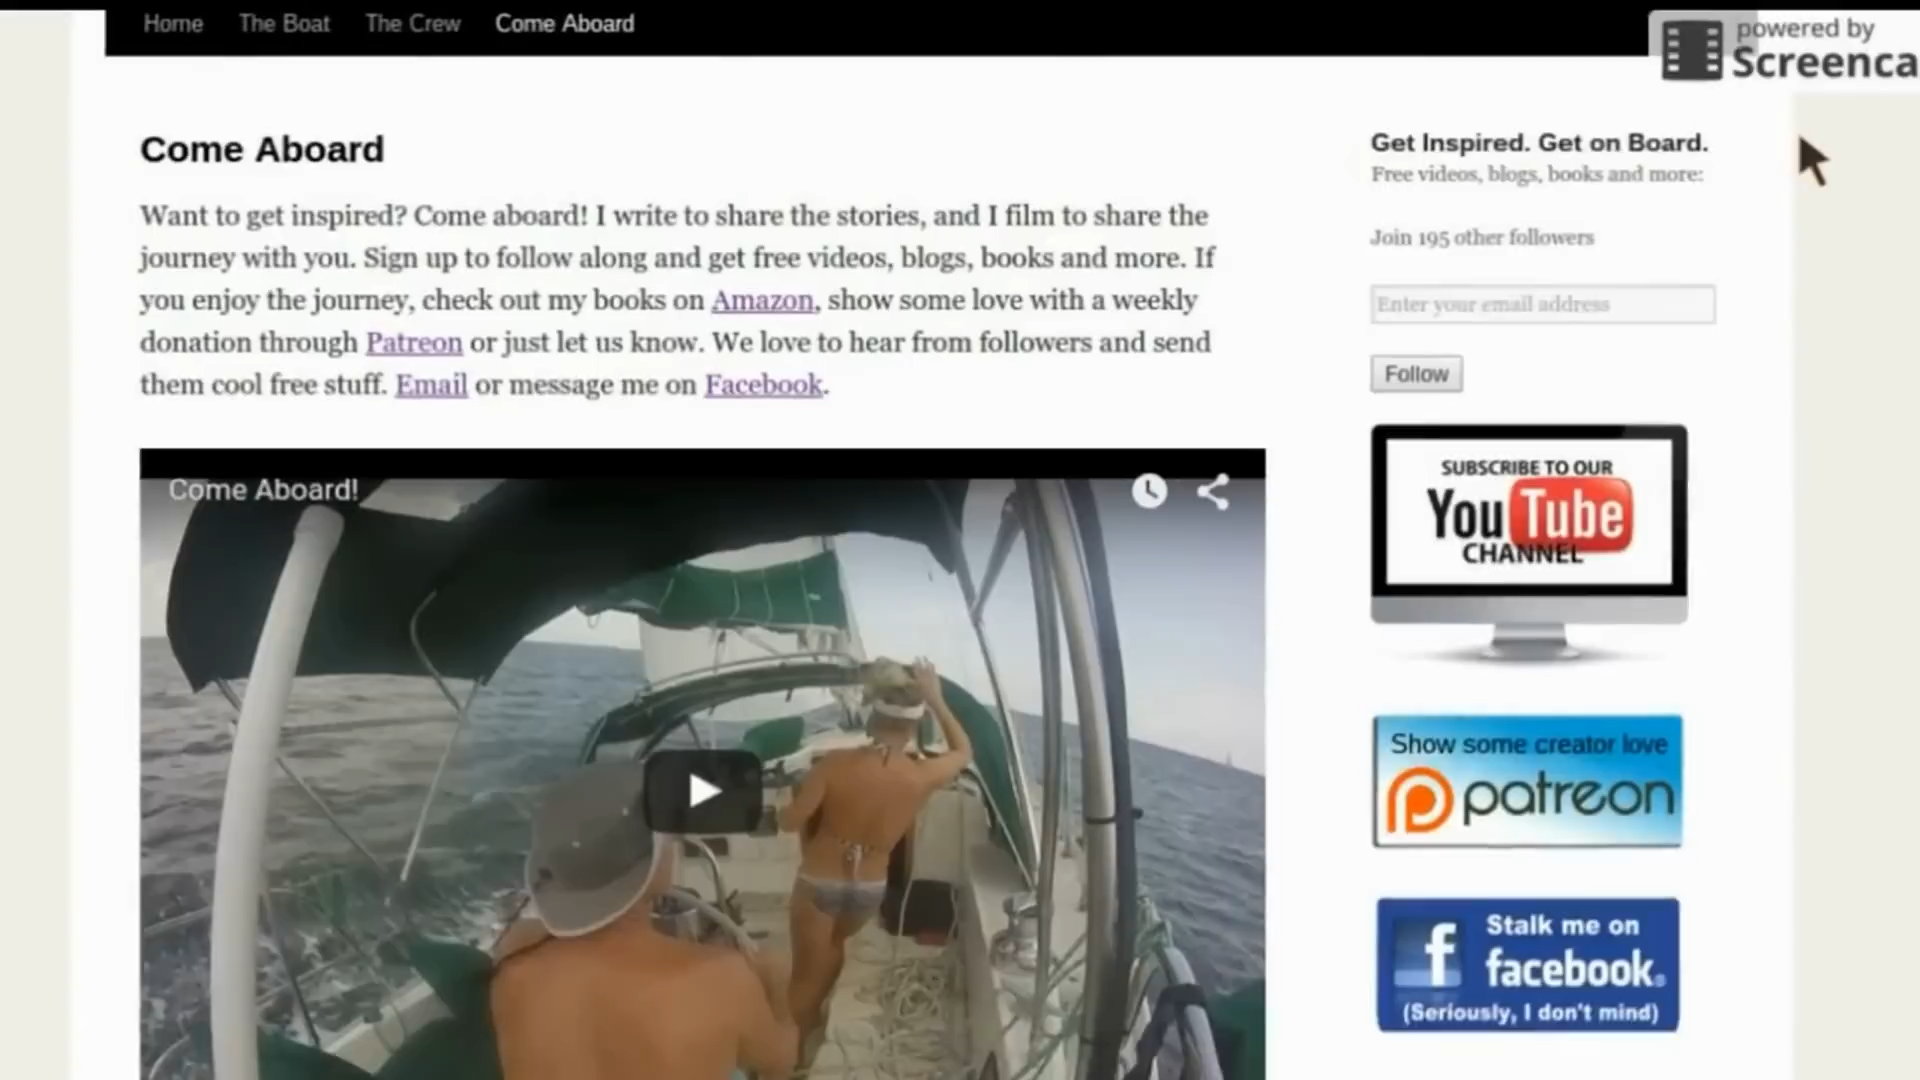 Home The Boat The Crew Come Aboard
powered by
Screenca
Come Aboard
Want to get inspired? Come aboard! I write to share the stories, and I film to share the
journey with you. Sign up to follow along and get free videos, blogs, books and more. If
you enjoy the journey, check out my books on Amazon, show some love with a weekly
donation through Patreon or just let us know. We love to hear from followers and send
them cool free stuff. Email or message me on Facebook.
Come Aboard!
Get Inspired. Get on Board.
Free videos, blogs, books and more:
Join 195 other followers
Enter your email address
Follow
SUBSCRIBE TO OUR
YouTube
CHANNEL
Show some creator love
patreon
f
Stalk me on
facebook.
(Seriously, I don't mind)